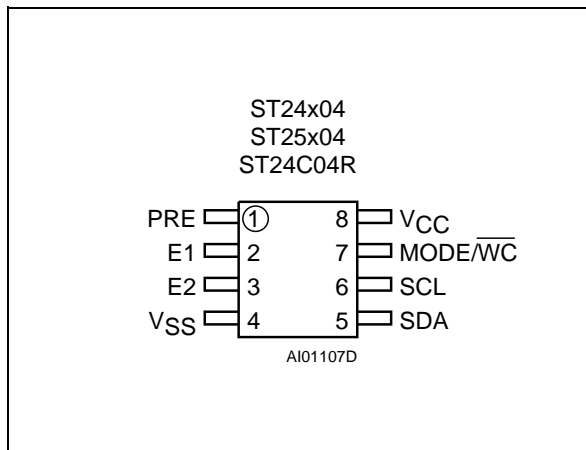 ST24x04
ST25x04
ST24C04R
PRE 1 8 VCC
E1 2 7 MODE/W̅C̅
E2 3 6 SCL
VSS 4 5 SDA
AI01107D